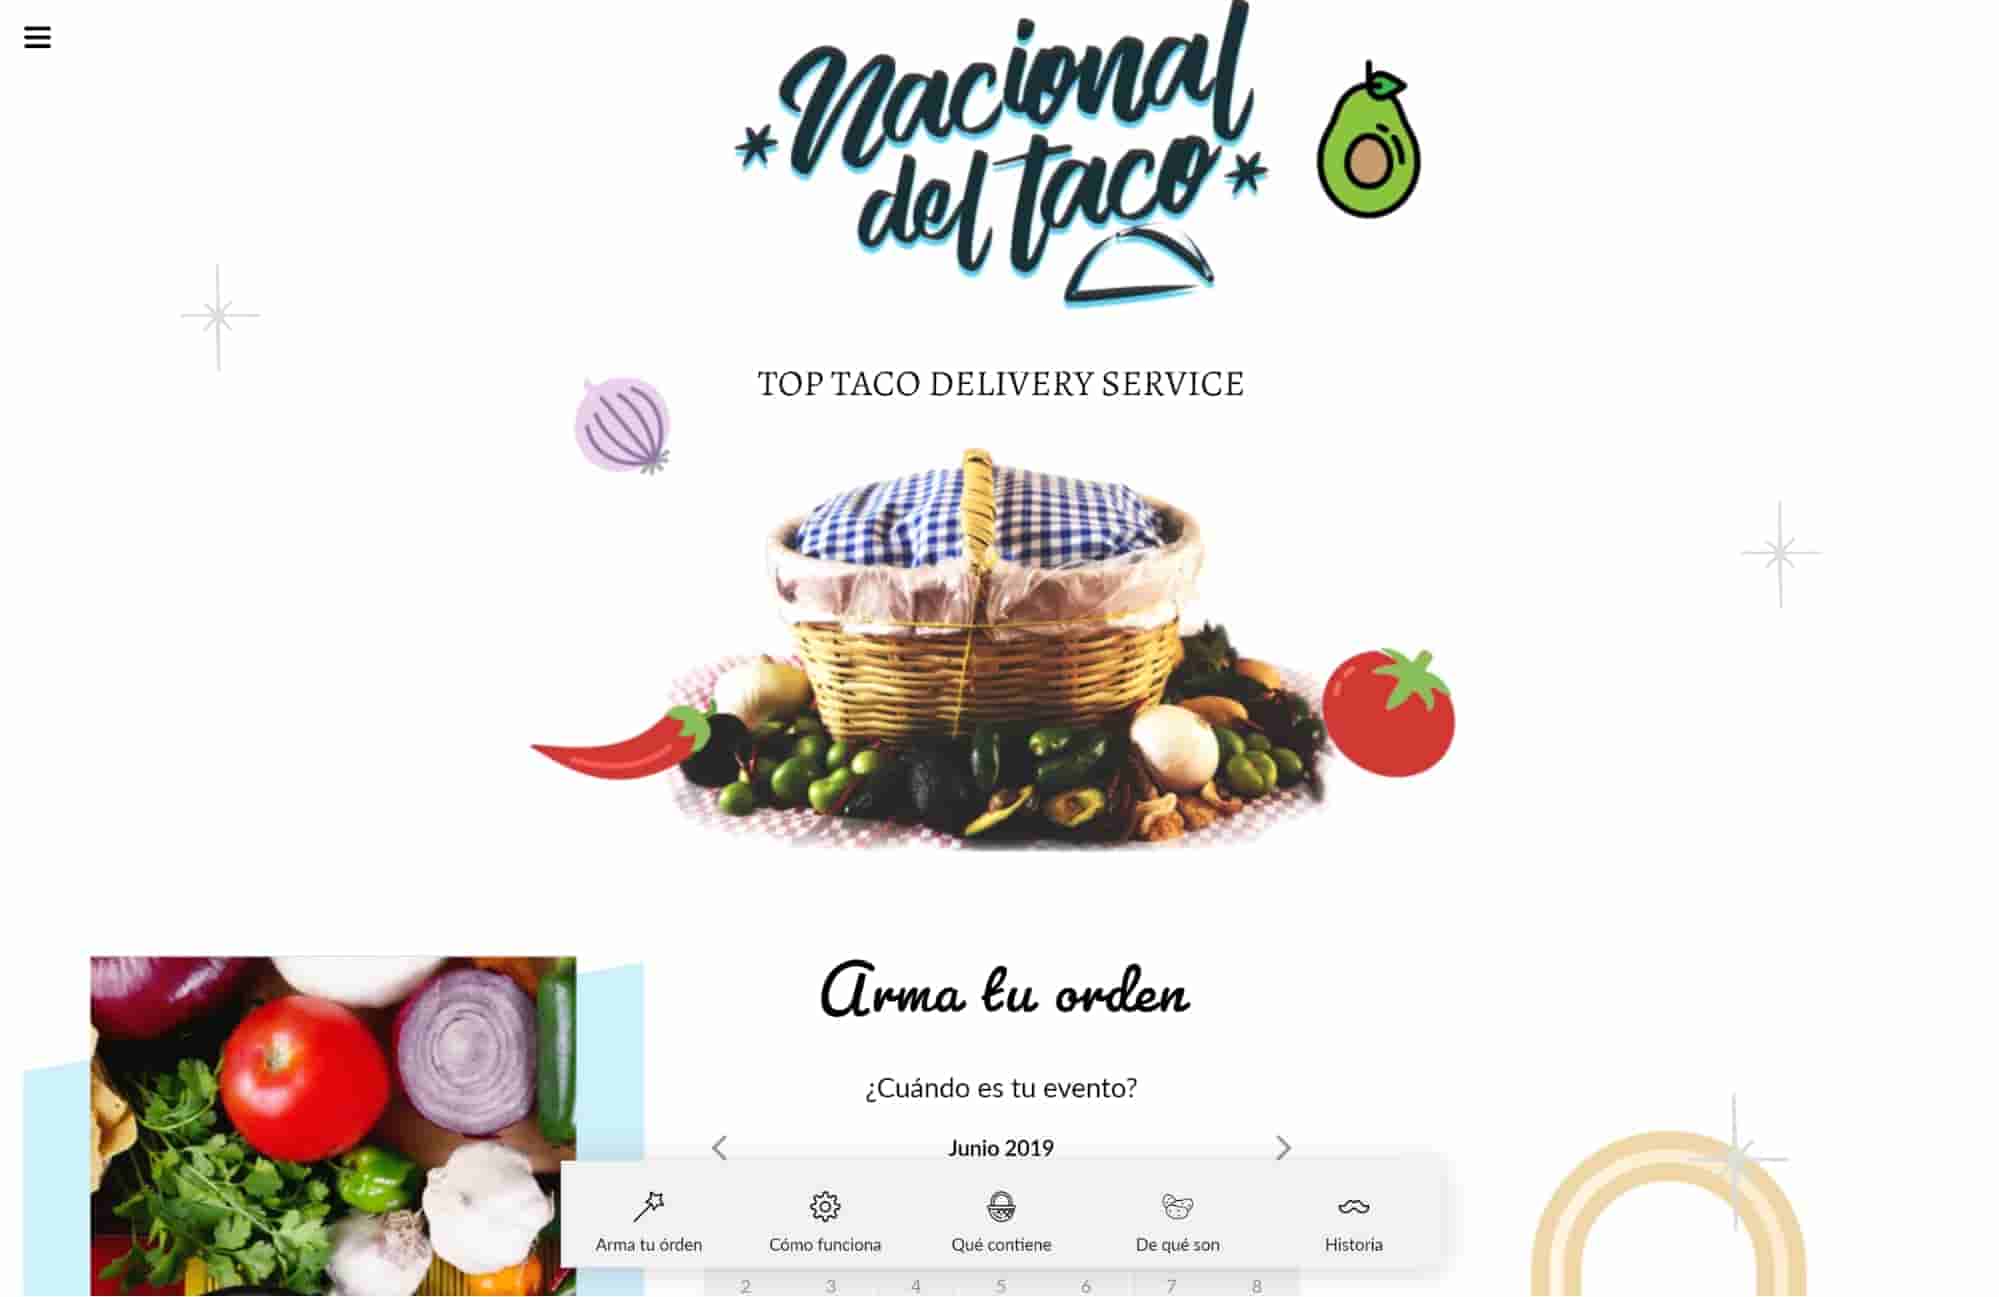 Nacional
del taco
TOP TACO DELIVERY SERVICE
Arma tu orden
¿Cuándo es tu evento?
Junio 2019
Arma tu órden
Cómo funciona
Qué contiene
De qué son
Historia
2 3 4 5 6 7 8